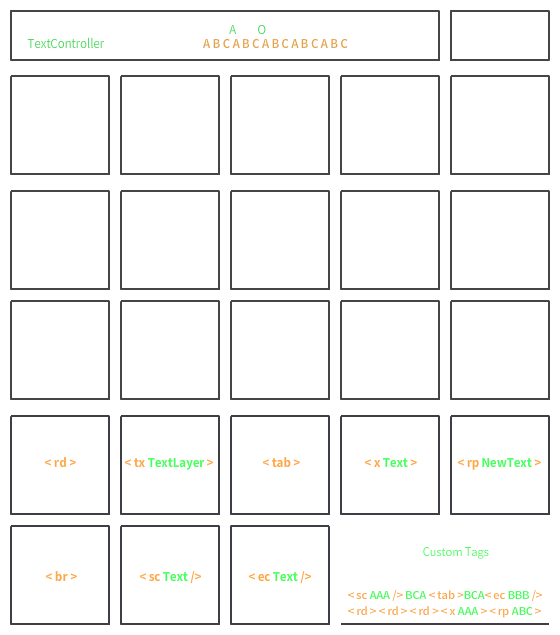 A O
TextController ABCABCABCABCABC
< rd > < tx TextLayer > < tab > < x Text > < rp NewText >
Custom Tags
< br > < sc Text /> < ec Text />
< sc AAA /> BCA < tab >BCA< ec BBB />
< rd > < rd > < rd > < x AAA > < rp ABC >